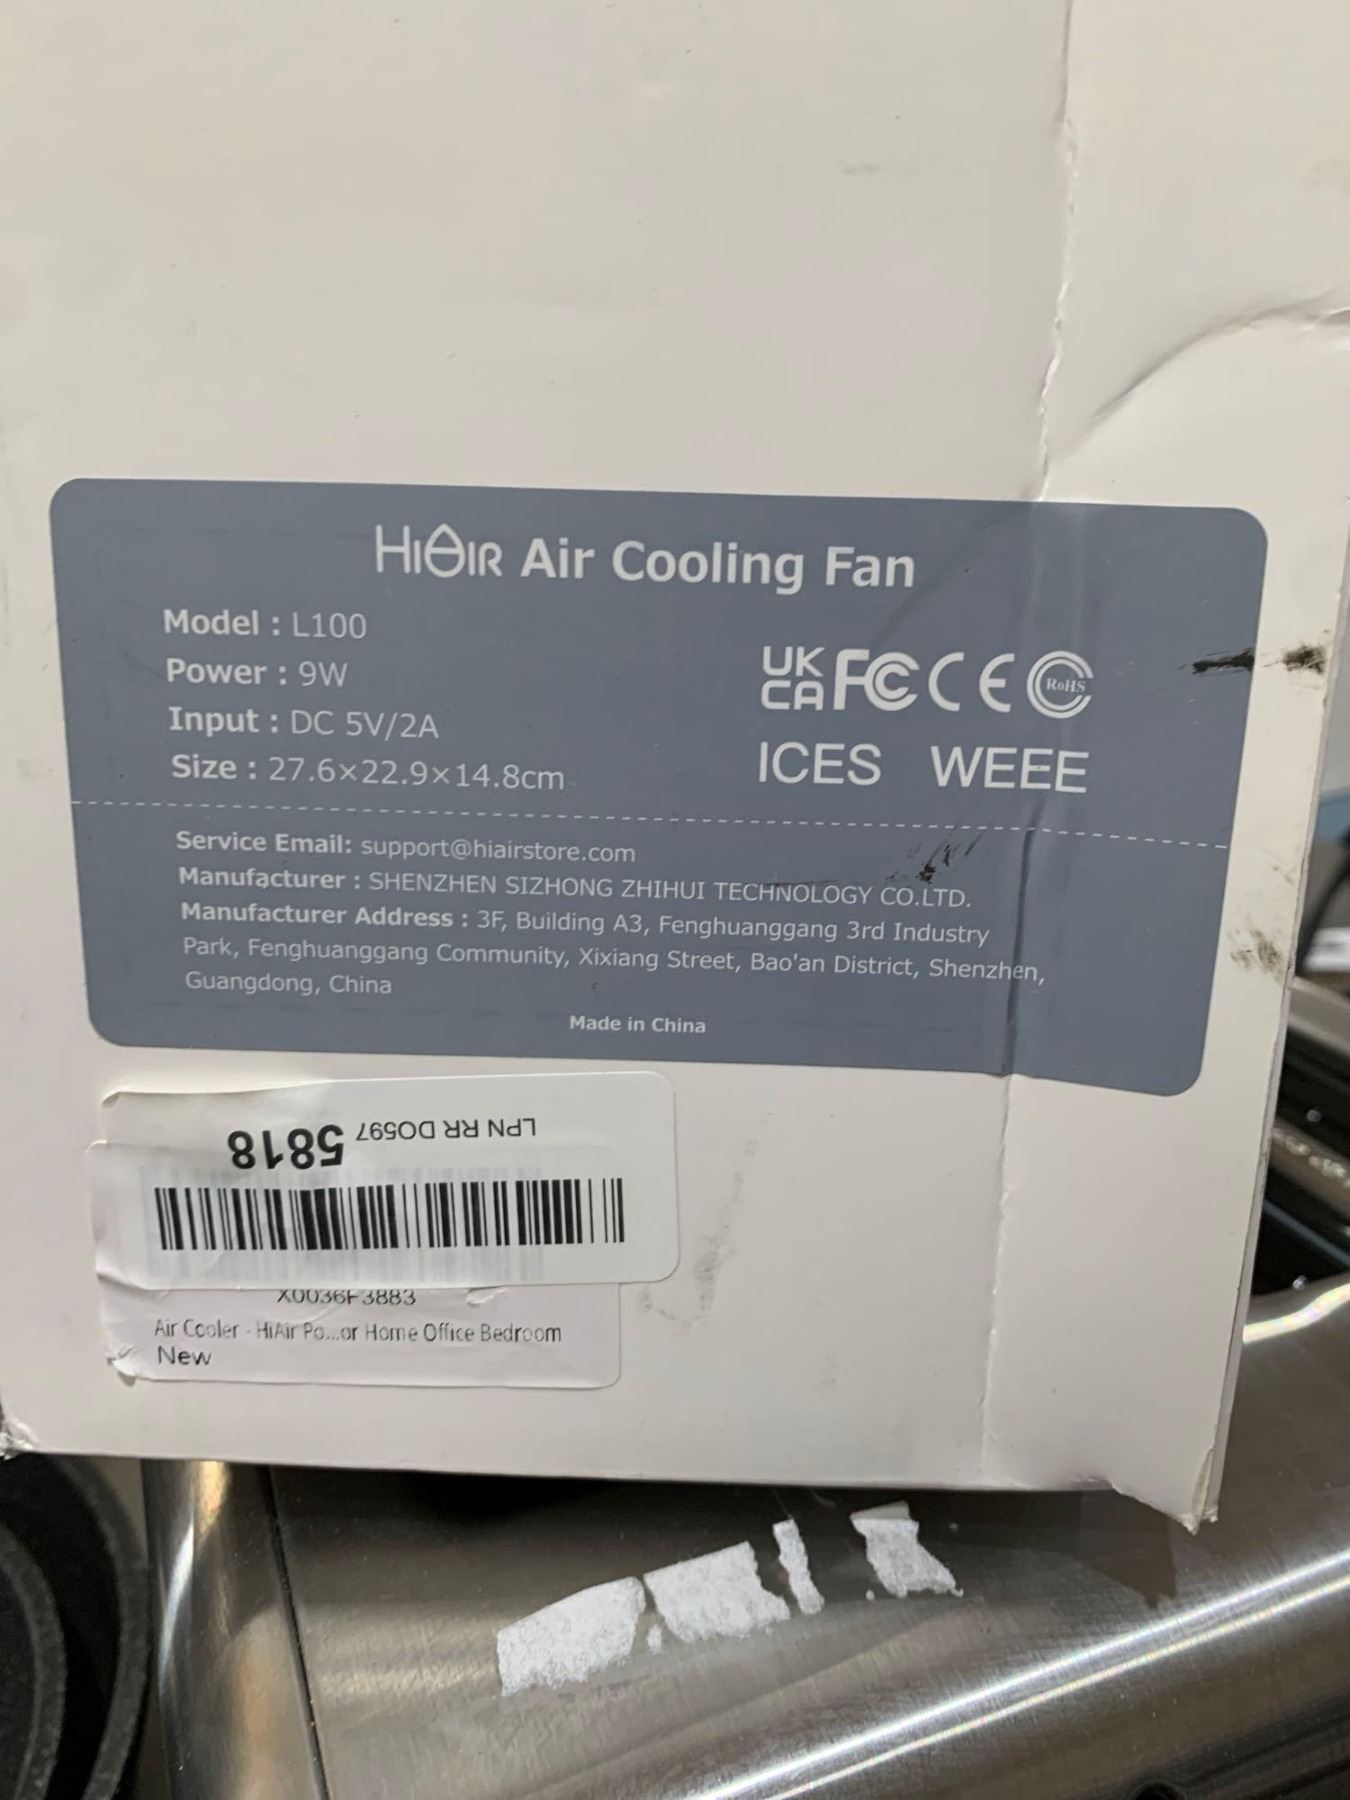 HiAir Air Cooling Fan
Model : L100
Power : 9W
Input : DC 5V/2A
Size : 27.6×22.9×14.8cm
UK
CA FC CE RoHS
ICES WEEE
Service Email: support@hiairstore.com
Manufacturer : SHENZHEN SIZHONG ZHIHUI TECHNOLOGY CO.LTD.
Manufacturer Address : 3F, Building A3, Fenghuanggang 3rd Industry
Park, Fenghuanggang Community, Xixiang Street, Bao'an District, Shenzhen,
Guangdong, China
Made in China
LPN RR DO597 5818
X0036F3883
Air Cooler - HiAir Po...or Home Office Bedroom
New